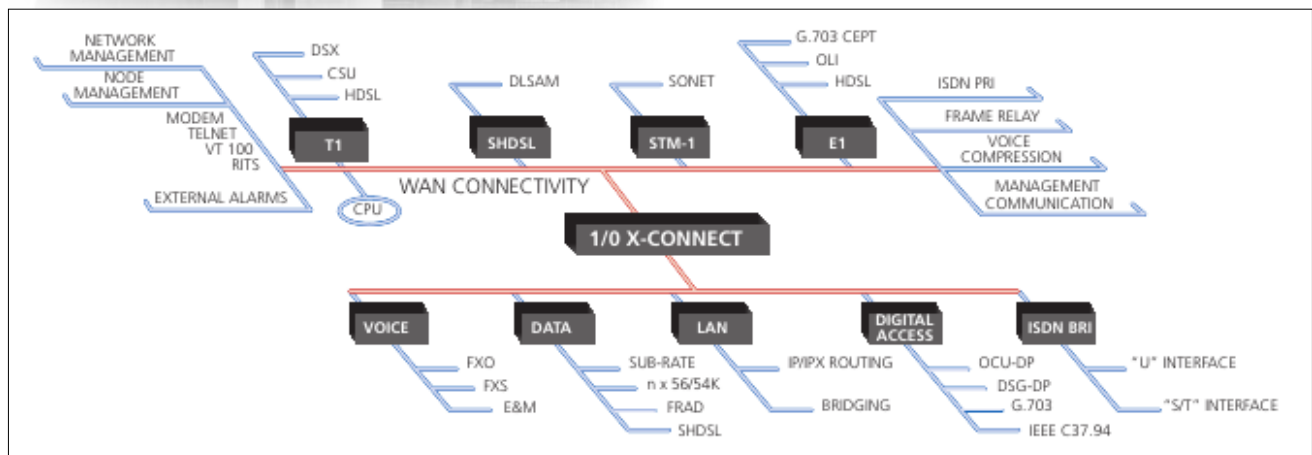 NETWORK
MANAGEMENT
NODE
MANAGEMENT
MODEM
TELNET
VT 100
RITS
EXTERNAL ALARMS
DSX
CSU
HDSL
T1
CPU
DLSAM
SHDSL
SONET
STM-1
G.703 CEPT
OLI
HDSL
E1
ISDN PRI
FRAME RELAY
VOICE
COMPRESSION
MANAGEMENT
COMMUNICATION
WAN CONNECTIVITY
1/0 X-CONNECT
VOICE
FXO
FXS
E&M
DATA
SUB-RATE
n x 56/54K
FRAD
SHDSL
LAN
IP/IPX ROUTING
BRIDGING
DIGITAL
ACCESS
OCU-DP
DSG-DP
G.703
IEEE C37.94
ISDN BRI
"U" INTERFACE
"S/T" INTERFACE